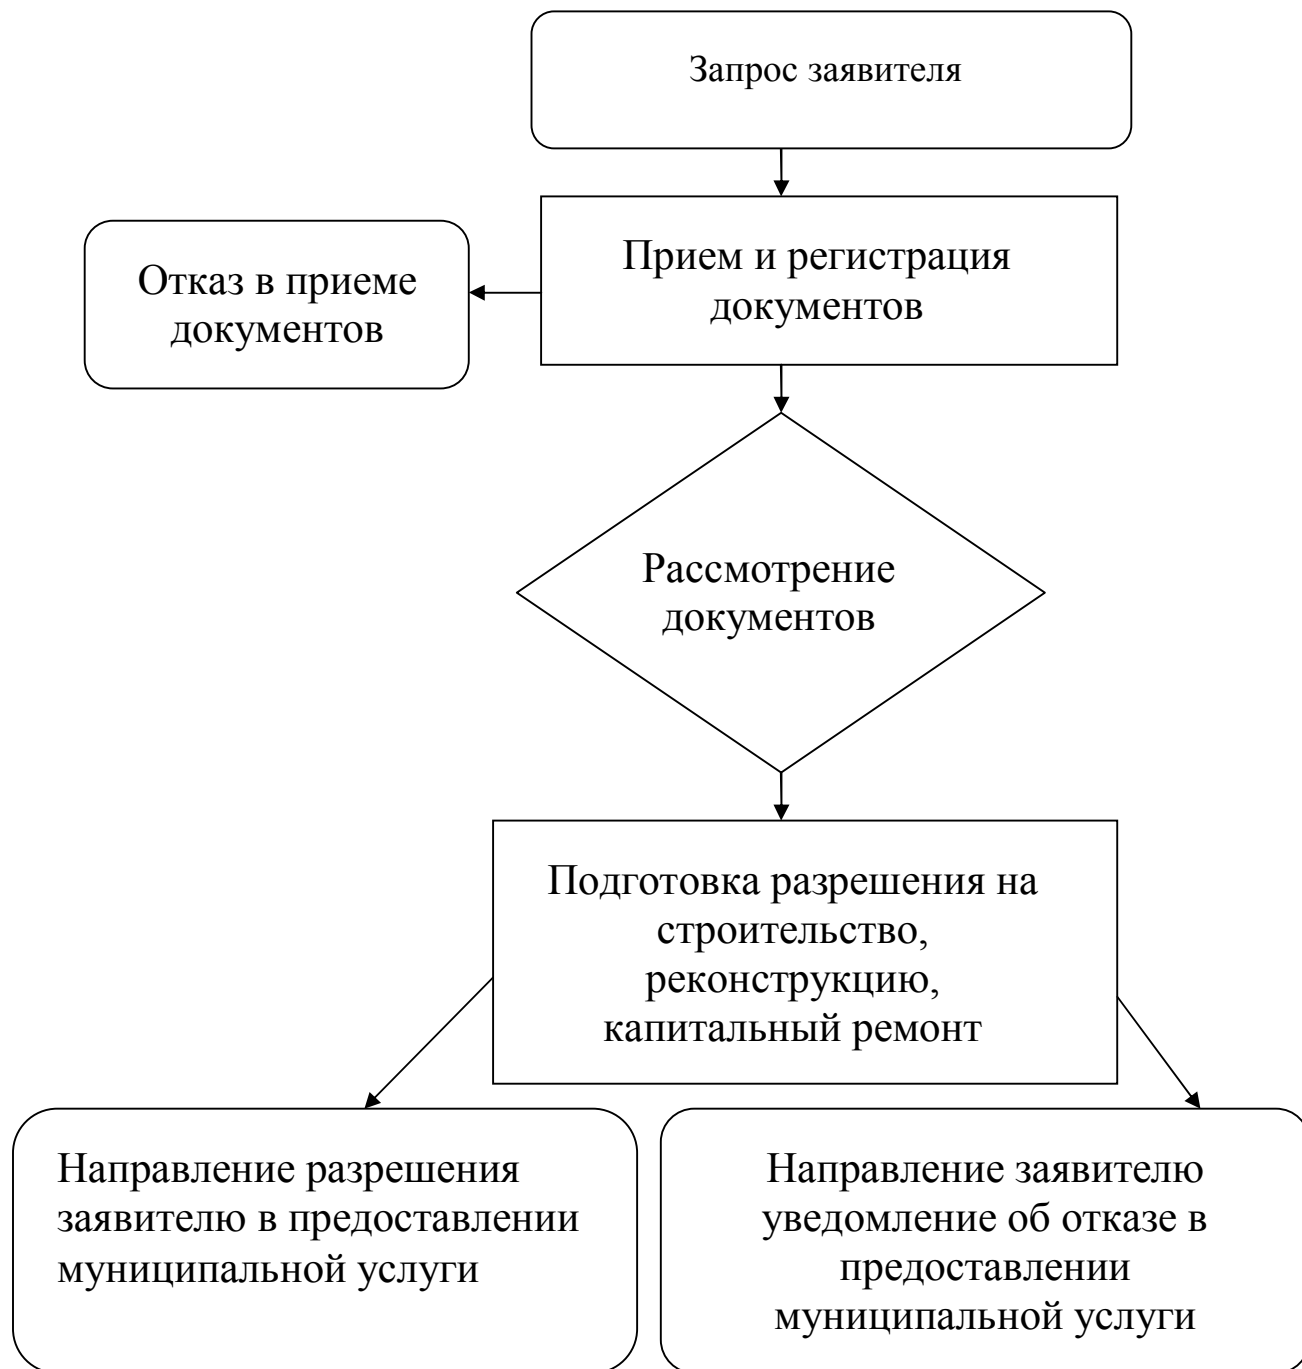 Запрос заявителя
Прием и регистрация
документов
Отказ в приеме
документов
Рассмотрение
документов
Подготовка разрешения на
строительство,
реконструкцию,
капитальный ремонт
Направление разрешения
заявителю в предоставлении
муниципальной услуги
Направление заявителю
уведомление об отказе в
предоставлении
муниципальной услуги